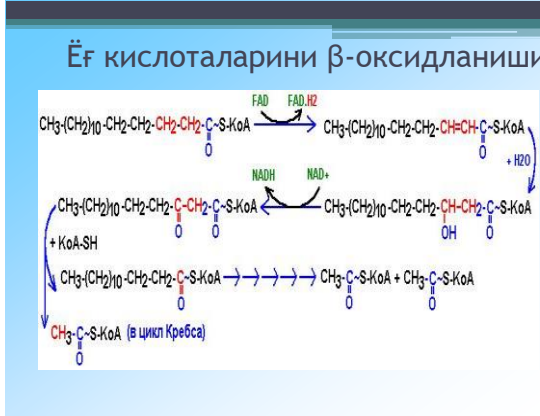 Ёғ кислоталарини β-оксидланиши
FAD FAD.H2
CH3-(CH2)10-CH2-CH2-CH2-CH2-C~S-KoA CH3-(CH2)10-CH2-CH2-CH=CH-C~S-KoA
O O
+ H2O
NADH NAD+
CH3-(CH2)10-CH2-CH2-C-CH2-C~S-KoA CH3-(CH2)10-CH2-CH2-CH-CH2-C~S-KoA
O O OH O
+ KoA-SH
CH3-(CH2)10-CH2-CH2-C~S-KoA CH3-C~S-KoA + CH3-C~S-KoA
O O O
CH3-C~S-KoA (в цикл Кребса)
O